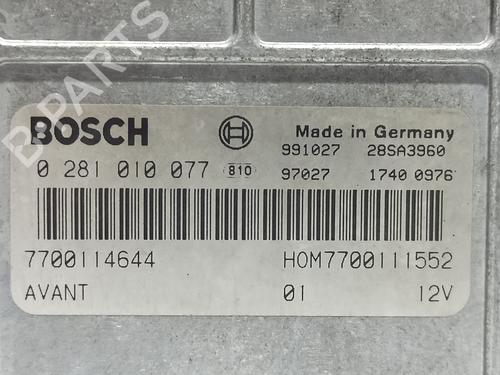 B-PARTS
BOSCH
Made in Germany
991027 28SA3960
0 281 010 077 810
97027 1740 0976
7700114644 HOM7700111552
AVANT 01 12V